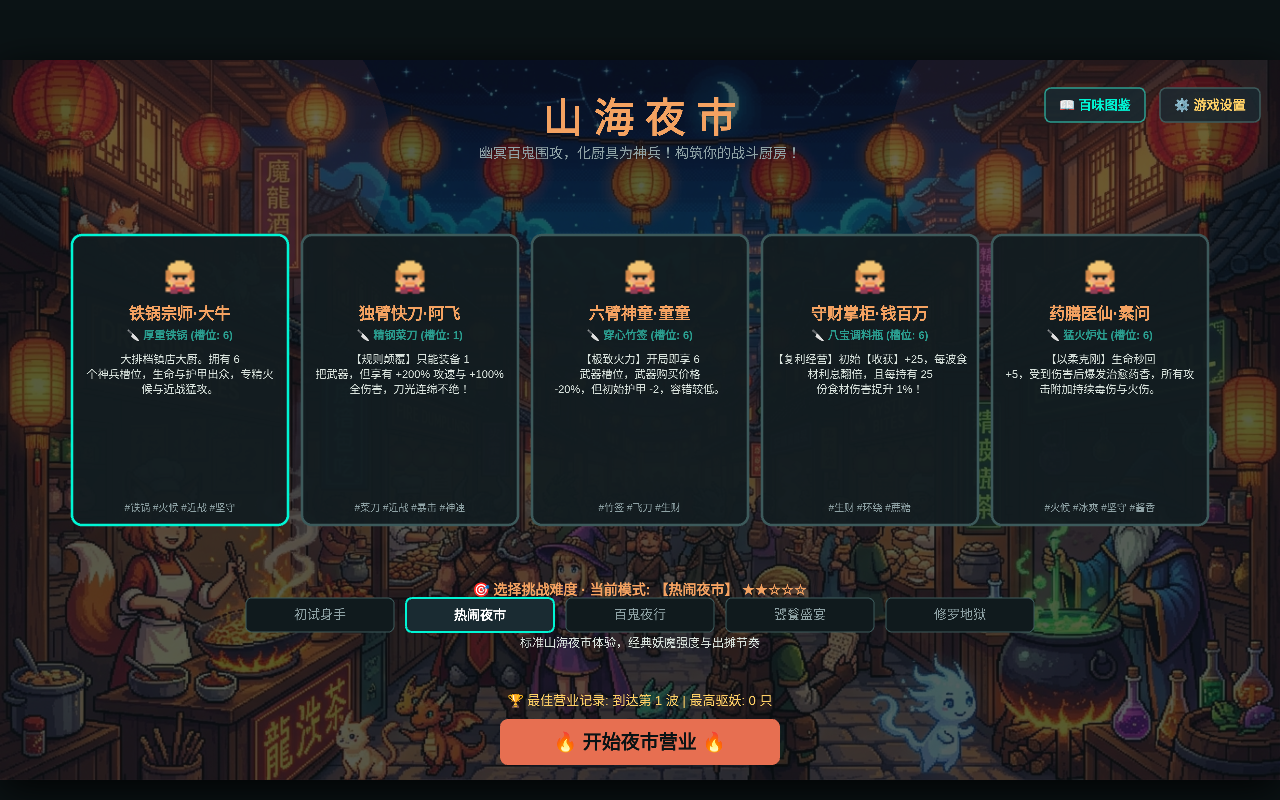 山海夜市
幽冥百鬼围攻，化厨具为神兵！构筑你的战斗厨房！
📖 百味图鉴
⚙️ 游戏设置
魔龍酒
铁锅宗师·大牛
🔪 厚重铁锅 (槽位: 6)
大排档镇店大厨。拥有 6
个神兵槽位，生命与护甲出众，专精火
候与近战猛攻。
#铁锅 #火候 #近战 #坚守
独臂快刀·阿飞
🔪 精钢菜刀 (槽位: 1)
【规则颠覆】只能装备 1
把武器，但享有 +200% 攻速与 +100%
全伤害，刀光连绵不绝！
#菜刀 #近战 #暴击 #神速
六臂神童·童童
🔪 穿心竹签 (槽位: 6)
【极致火力】开局即享 6
武器槽位，武器购买价格
-20%，但初始护甲 -2，容错较低。
#竹签 #飞刀 #生财
守财掌柜·钱百万
🔪 八宝调料瓶 (槽位: 6)
【复利经营】初始【收获】+25，每波食
材利息翻倍，且每持有 25
份食材伤害提升 1%！
#生财 #环绕 #蔗糖
药膳医仙·素问
🔪 猛火炉灶 (槽位: 6)
【以柔克刚】生命秒回
+5，受到伤害后爆发治愈药香，所有攻
击附加持续毒伤与火伤。
#火候 #冰爽 #坚守 #酱香
🎯 选择挑战难度 · 当前模式: 【热闹夜市】 ★★☆☆☆
初试身手
热闹夜市
百鬼夜行
饕餮盛宴
修罗地狱
标准山海夜市体验，经典妖魔强度与出摊节奏
🏆 最佳营业记录: 到达第 1 波 | 最高驱妖: 0 只
🔥 开始夜市营业 🔥